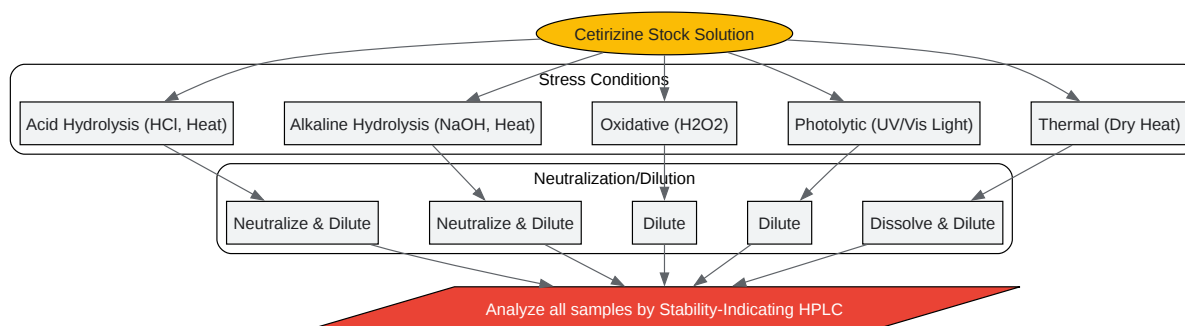 Cetirizine Stock Solution
Stress Conditions
Acid Hydrolysis (HCl, Heat)
Alkaline Hydrolysis (NaOH, Heat)
Oxidative (H2O2)
Photolytic (UV/Vis Light)
Thermal (Dry Heat)
Neutralization/Dilution
Neutralize & Dilute
Neutralize & Dilute
Dilute
Dilute
Dissolve & Dilute
Analyze all samples by Stability-Indicating HPLC